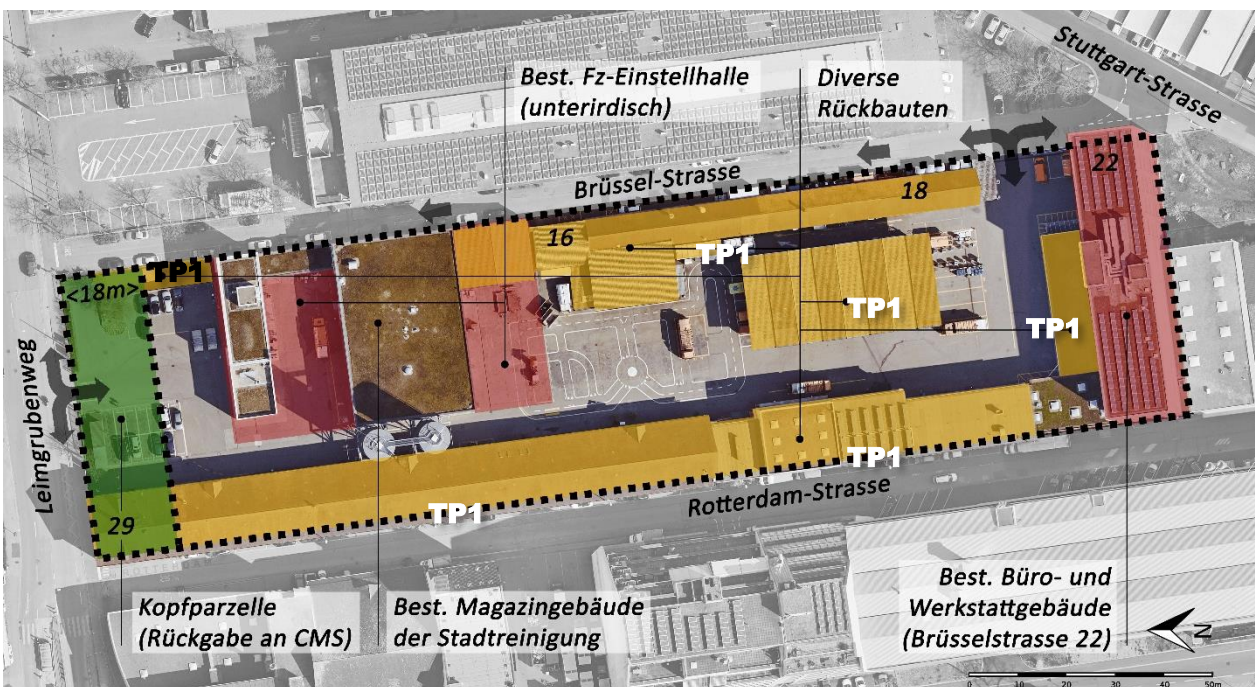 Stuttgart-Strasse
Best. Fz-Einstellhalle
(unterirdisch)
Diverse
Rückbauten
Brüssel-Strasse
22
18
16
TP1
TP1
<18m>
TP1
TP1
Leimgrubenweg
TP1
Rotterdam-Strasse
TP1
29
Kopfparzelle
(Rückgabe an CMS)
Best. Magazingebäude
der Stadtreinigung
Best. Büro- und
Werkstattgebäude
(Brüsselstrasse 22)
N
0 10 20 30 40 50m